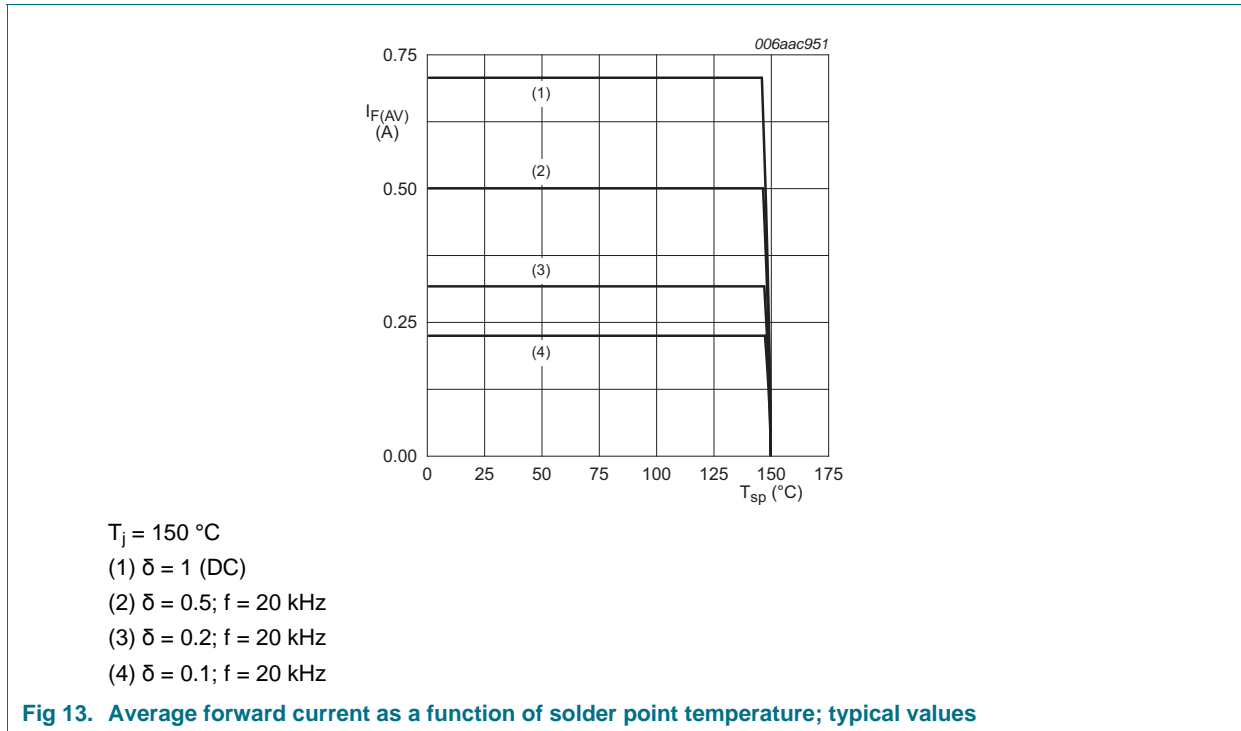 006aac951
0.75
I_F(AV)
(A)
(1)
(2)
0.50
(3)
0.25
(4)
0.00
0 25 50 75 100 125 150 175
T_sp (°C)
T_j = 150 °C
(1) δ = 1 (DC)
(2) δ = 0.5; f = 20 kHz
(3) δ = 0.2; f = 20 kHz
(4) δ = 0.1; f = 20 kHz
Fig 13. Average forward current as a function of solder point temperature; typical values